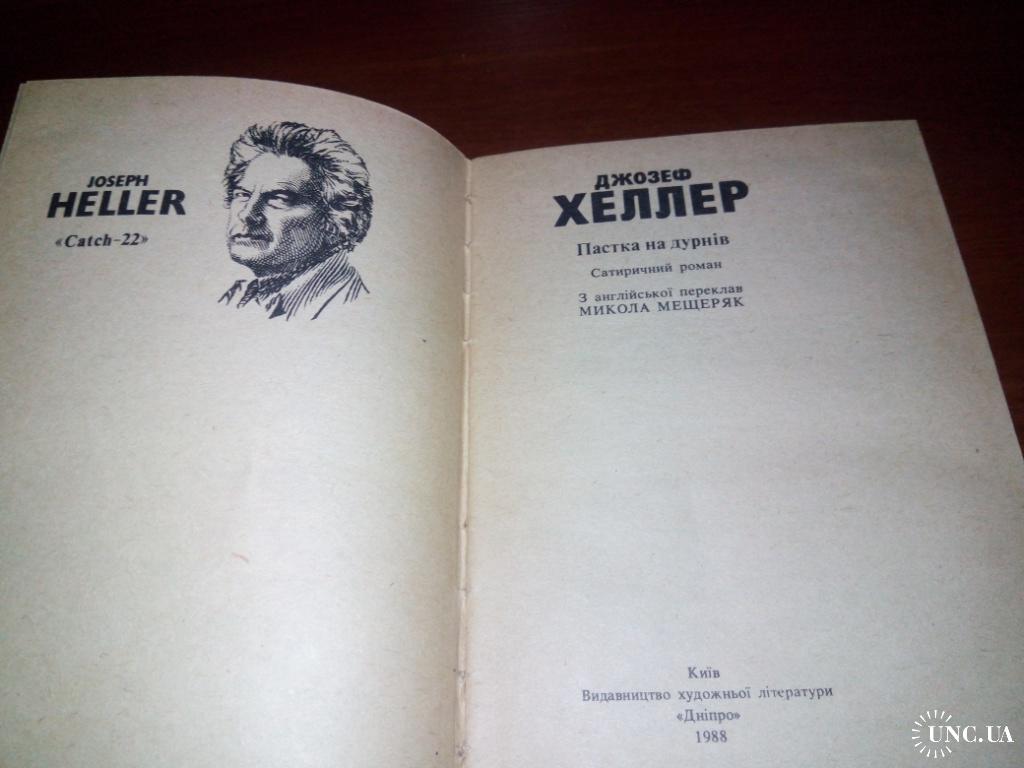 JOSEPH
HELLER
«Catch-22»
ДЖОЗЕФ
ХЕЛЛЕР
Пастка на дурнів
Сатиричний роман
З англійської переклав
МИКОЛА МЕЩЕРЯК
Київ
Видавництво художньої літератури
«Дніпро»
1988
UNC.UA